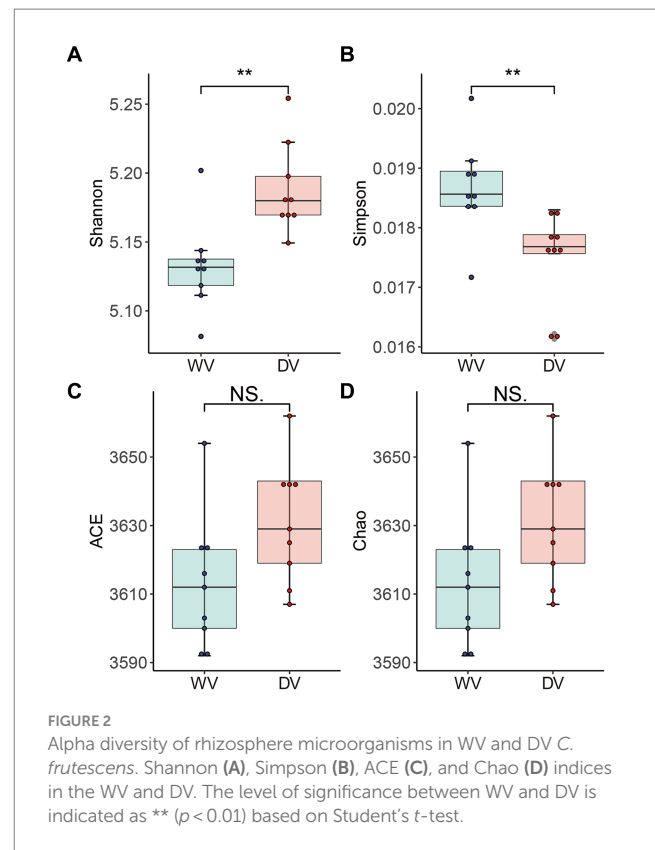 A
B
**
**
5.25
5.20
5.15
5.10
Shannon
WV
DV
0.020
0.019
0.018
0.017
0.016
Simpson
WV
DV
C
D
NS.
NS.
3650
3630
3610
3590
ACE
WV
DV
3650
3630
3610
3590
Chao
WV
DV
FIGURE 2
Alpha diversity of rhizosphere microorganisms in WV and DV C.
frutescens. Shannon (A), Simpson (B), ACE (C), and Chao (D) indices
in the WV and DV. The level of significance between WV and DV is
indicated as ** (p < 0.01) based on Student’s t-test.